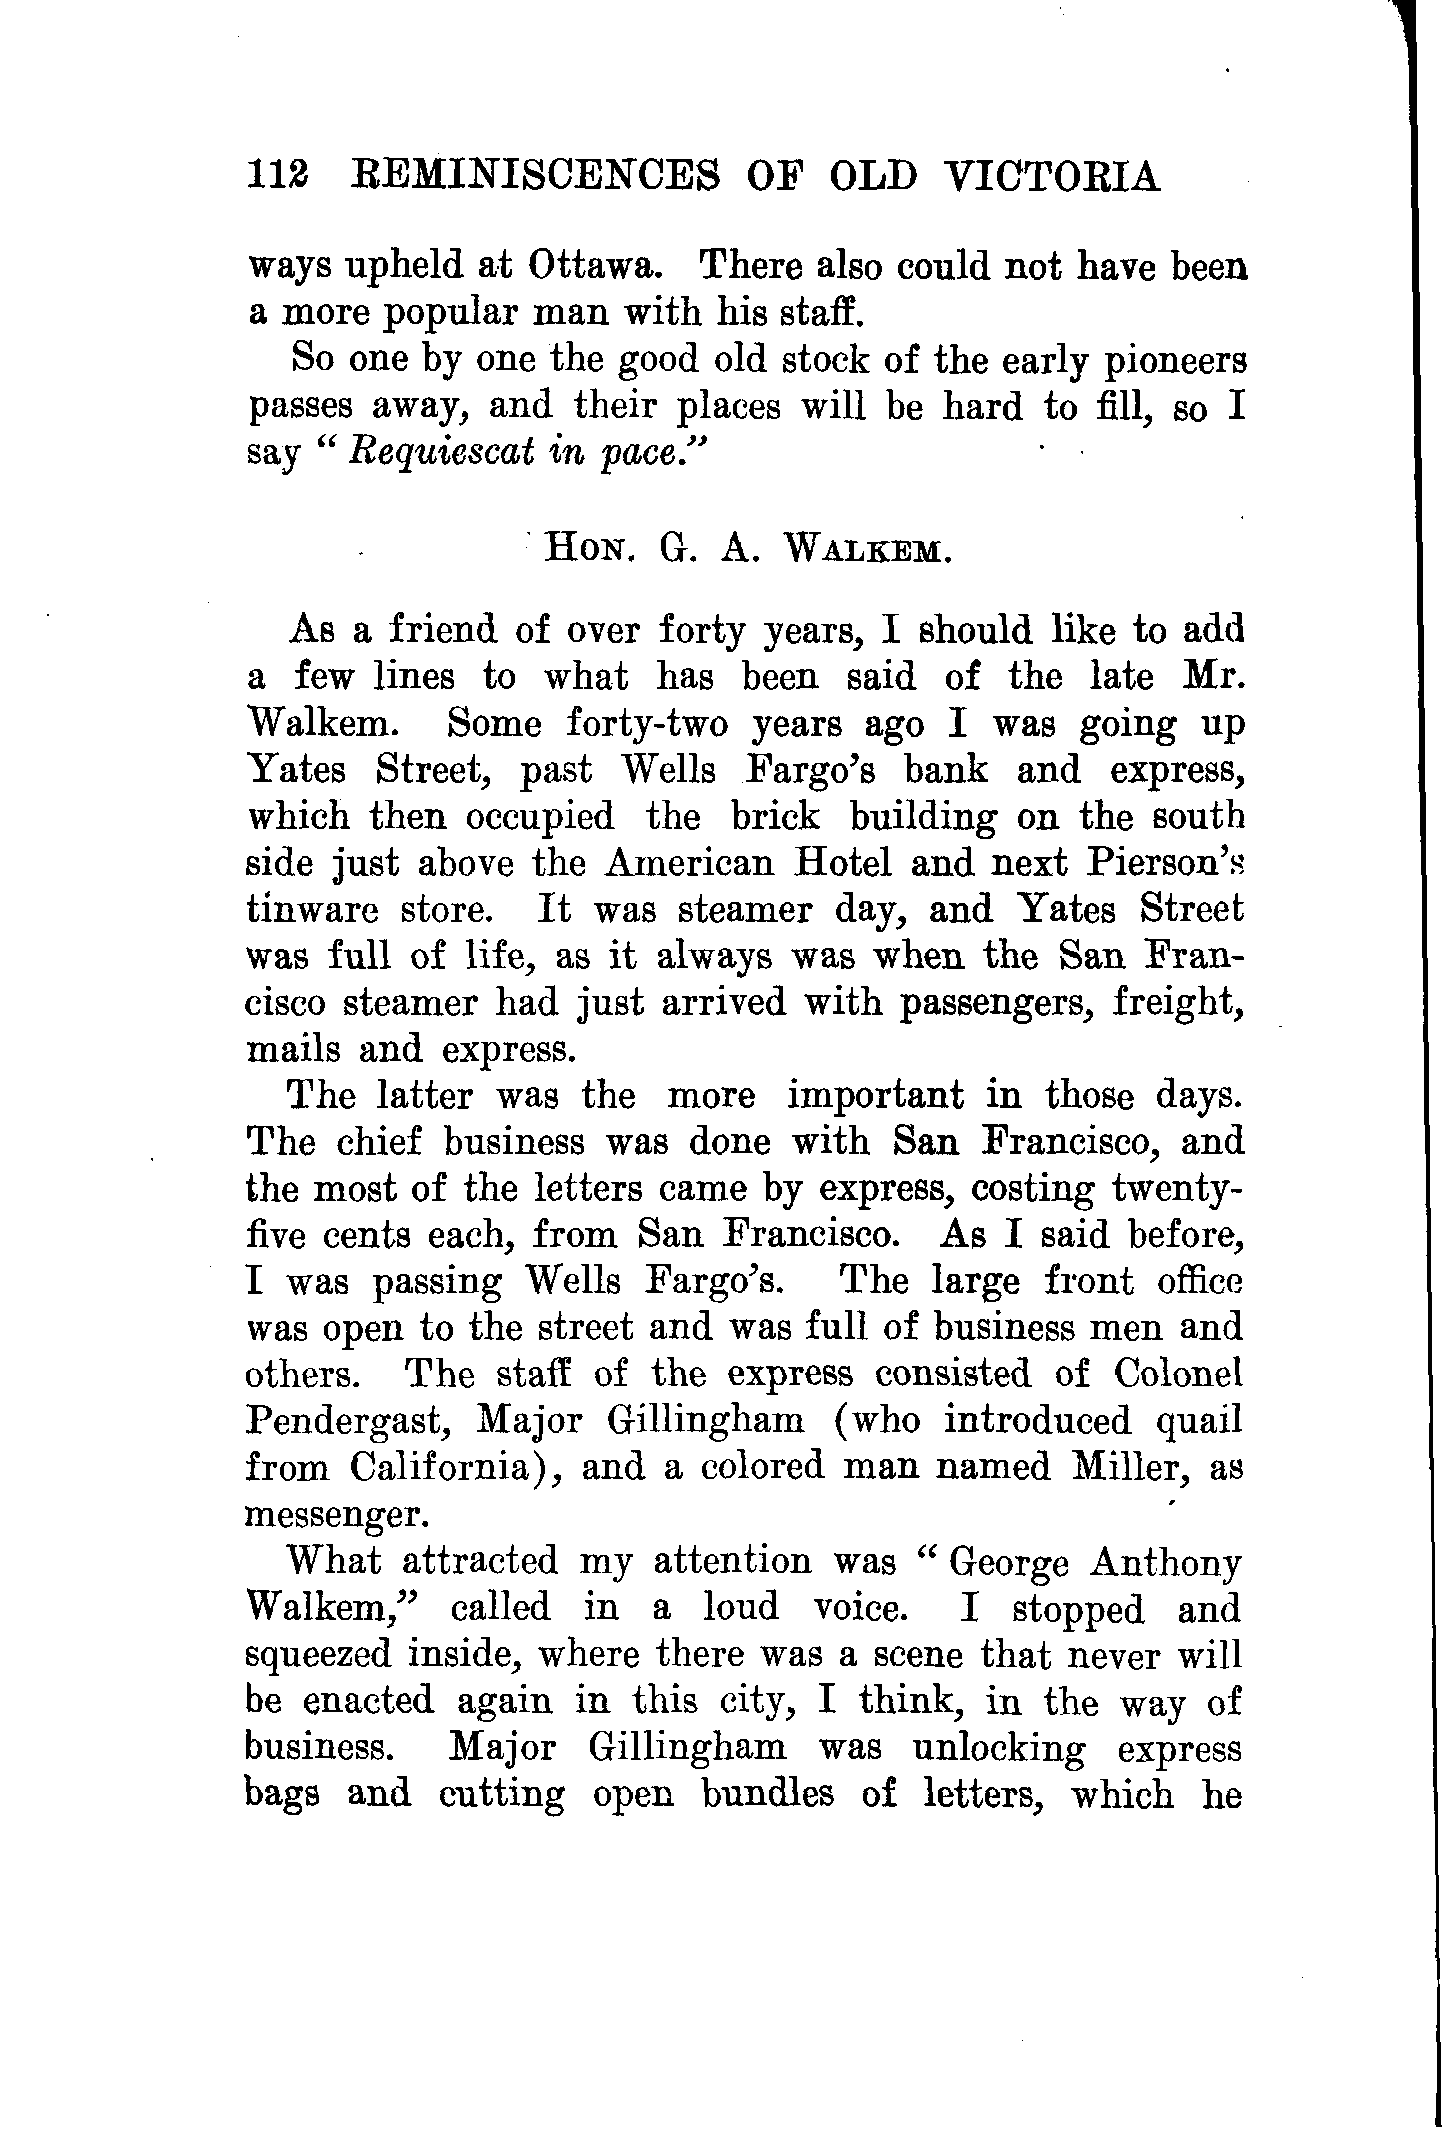 112 REMINISCENCES OF OLD VICTORIA
ways upheld at Ottawa. There also could not have been
a more popular man with his staff.
So one by one the good old stock of the early pioneers
passes away, and their places will be hard to fill, so I
say “ Requiescat in pace.”
HON. G. A. WALKEM.
As a friend of over forty years, I should like to add
a few lines to what has been said of the late Mr.
Walkem. Some forty-two years ago I was going up
Yates Street, past Wells Fargo’s bank and express,
which then occupied the brick building on the south
side just above the American Hotel and next Pierson’s
tinware store. It was steamer day, and Yates Street
was full of life, as it always was when the San Fran-
cisco steamer had just arrived with passengers, freight,
mails and express.
The latter was the more important in those days.
The chief business was done with San Francisco, and
the most of the letters came by express, costing twenty-
five cents each, from San Francisco. As I said before,
I was passing Wells Fargo’s. The large front office
was open to the street and was full of business men and
others. The staff of the express consisted of Colonel
Pendergast, Major Gillingham (who introduced quail
from California), and a colored man named Miller, as
messenger.
What attracted my attention was “ George Anthony
Walkem,” called in a loud voice. I stopped and
squeezed inside, where there was a scene that never will
be enacted again in this city, I think, in the way of
business. Major Gillingham was unlocking express
bags and cutting open bundles of letters, which he